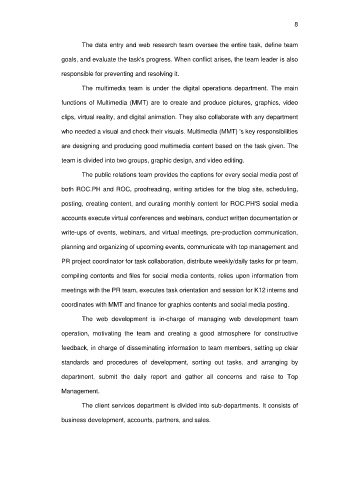 8
The data entry and web research team oversee the entire task, define team
goals, and evaluate the task's progress. When conflict arises, the team leader is also
responsible for preventing and resolving it.
The multimedia team is under the digital operations department. The main
functions of Multimedia (MMT) are to create and produce pictures, graphics, video
clips, virtual reality, and digital animation. They also collaborate with any department
who needed a visual and check their visuals. Multimedia (MMT) 's key responsibilities
are designing and producing good multimedia content based on the task given. The
team is divided into two groups, graphic design, and video editing.
The public relations team provides the captions for every social media post of
both ROC.PH and ROC, proofreading, writing articles for the blog site, scheduling,
posting, creating content, and curating monthly content for ROC.PH'S social media
accounts execute virtual conferences and webinars, conduct written documentation or
write-ups of events, webinars, and virtual meetings, pre-production communication,
planning and organizing of upcoming events, communicate with top management and
PR project coordinator for task collaboration, distribute weekly/daily tasks for pr team,
compiling contents and files for social media contents, relies upon information from
meetings with the PR team, executes task orientation and session for K12 interns and
coordinates with MMT and finance for graphics contents and social media posting.
The web development is in-charge of managing web development team
operation, motivating the team and creating a good atmosphere for constructive
feedback, in charge of disseminating information to team members, setting up clear
standards and procedures of development, sorting out tasks, and arranging by
department, submit the daily report and gather all concerns and raise to Top
Management.
The client services department is divided into sub-departments. It consists of
business development, accounts, partners, and sales.